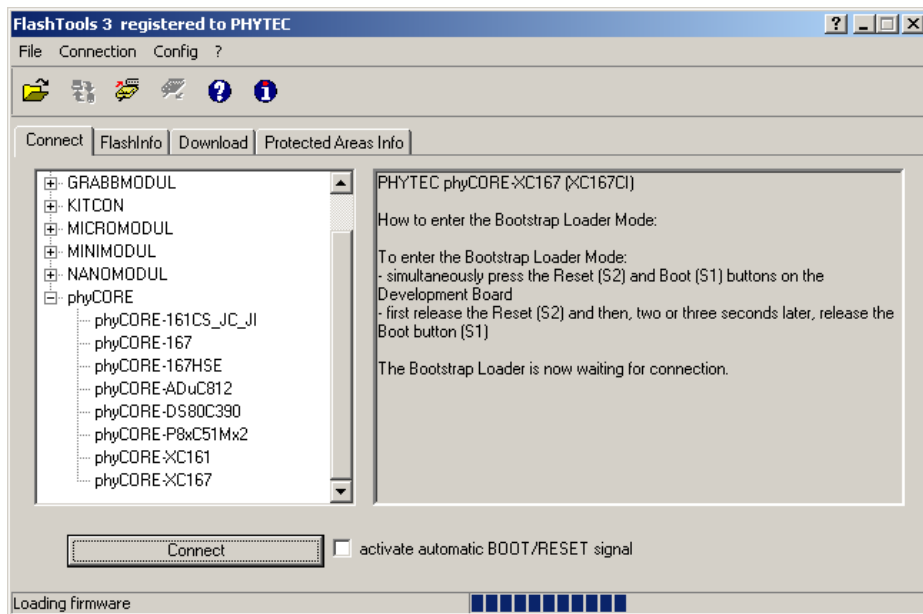 FlashTools 3 registered to PHYTEC
File Connection Config ?
Connect FlashInfo Download Protected Areas Info
GRABBMODUL
KITCON
MICROMODUL
MINIMODUL
NANOMODUL
phyCORE
phyCORE-161CS_JC_JI
phyCORE-167
phyCORE-167HSE
phyCORE-ADuC812
phyCORE-DS80C390
phyCORE-P8xC51Mx2
phyCORE-XC161
phyCORE-XC167
PHYTEC phyCORE-XC167 (XC167CI)
How to enter the Bootstrap Loader Mode:
To enter the Bootstrap Loader Mode:
- simultaneously press the Reset (S2) and Boot (S1) buttons on the
Development Board
- first release the Reset (S2) and then, two or three seconds later, release the
Boot button (S1)
The Bootstrap Loader is now waiting for connection.
Connect
activate automatic BOOT/RESET signal
Loading firmware